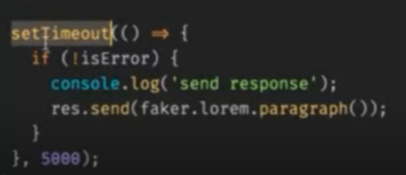 setTimeout(() => {
  if (!isError) {
    console.log('send response');
    res.send(faker.lorem.paragraph());
  }
}, 5000);